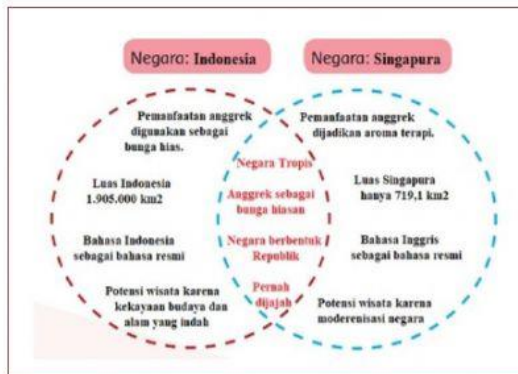 Negara: Indonesia
Negara: Singapura
Pemanfaatan anggrek
digunakan sebagai
bunga hias.
Luas Indonesia
1.905.000 km2
Bahasa Indonesia
sebagai bahasa resmi
Potensi wisata karena
kekayaan budaya dan
alam yang indah
Negara Tropis
Anggrek sebagai
bunga hiasan
Negara berbentuk
Republik
Pernah
dijajah
Pemanfaatan anggrek
dijadikan aroma terapi.
Luas Singapura
hanya 719,1 km2
Bahasa Inggris
sebagai bahasa resmi
Potensi wisata karena
moderenisasi negara